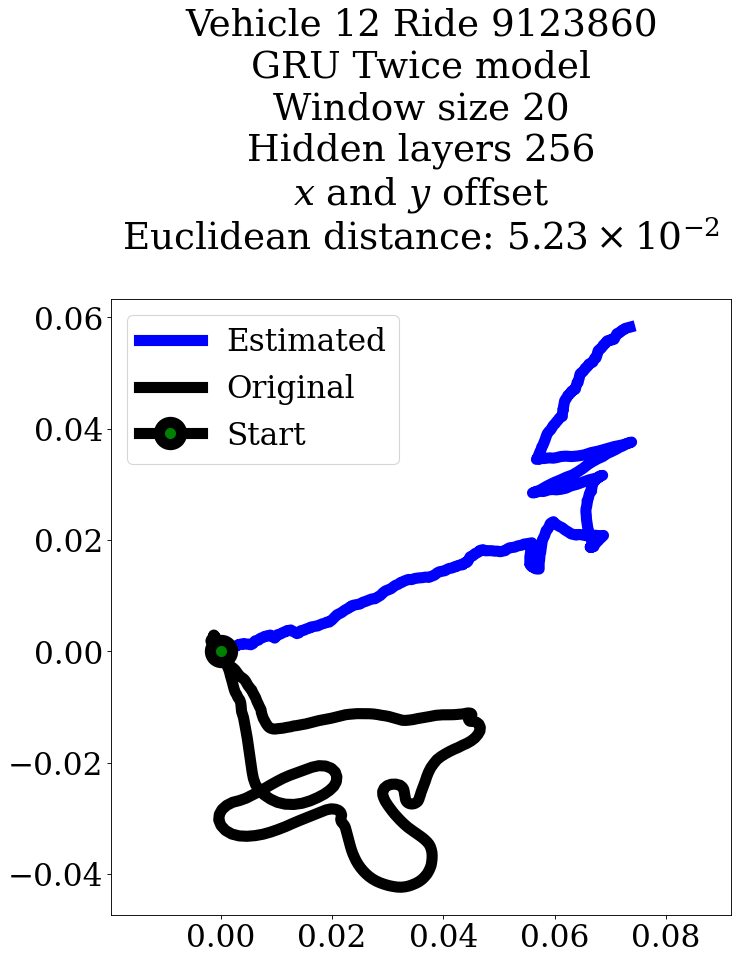 Vehicle 12 Ride 9123860
GRU Twice model
Window size 20
Hidden layers 256
x and y offset
Euclidean distance: 5.23 × 10⁻²
Estimated
Original
Start
0.06
0.04
0.02
0.00
−0.02
−0.04
0.00 0.02 0.04 0.06 0.08